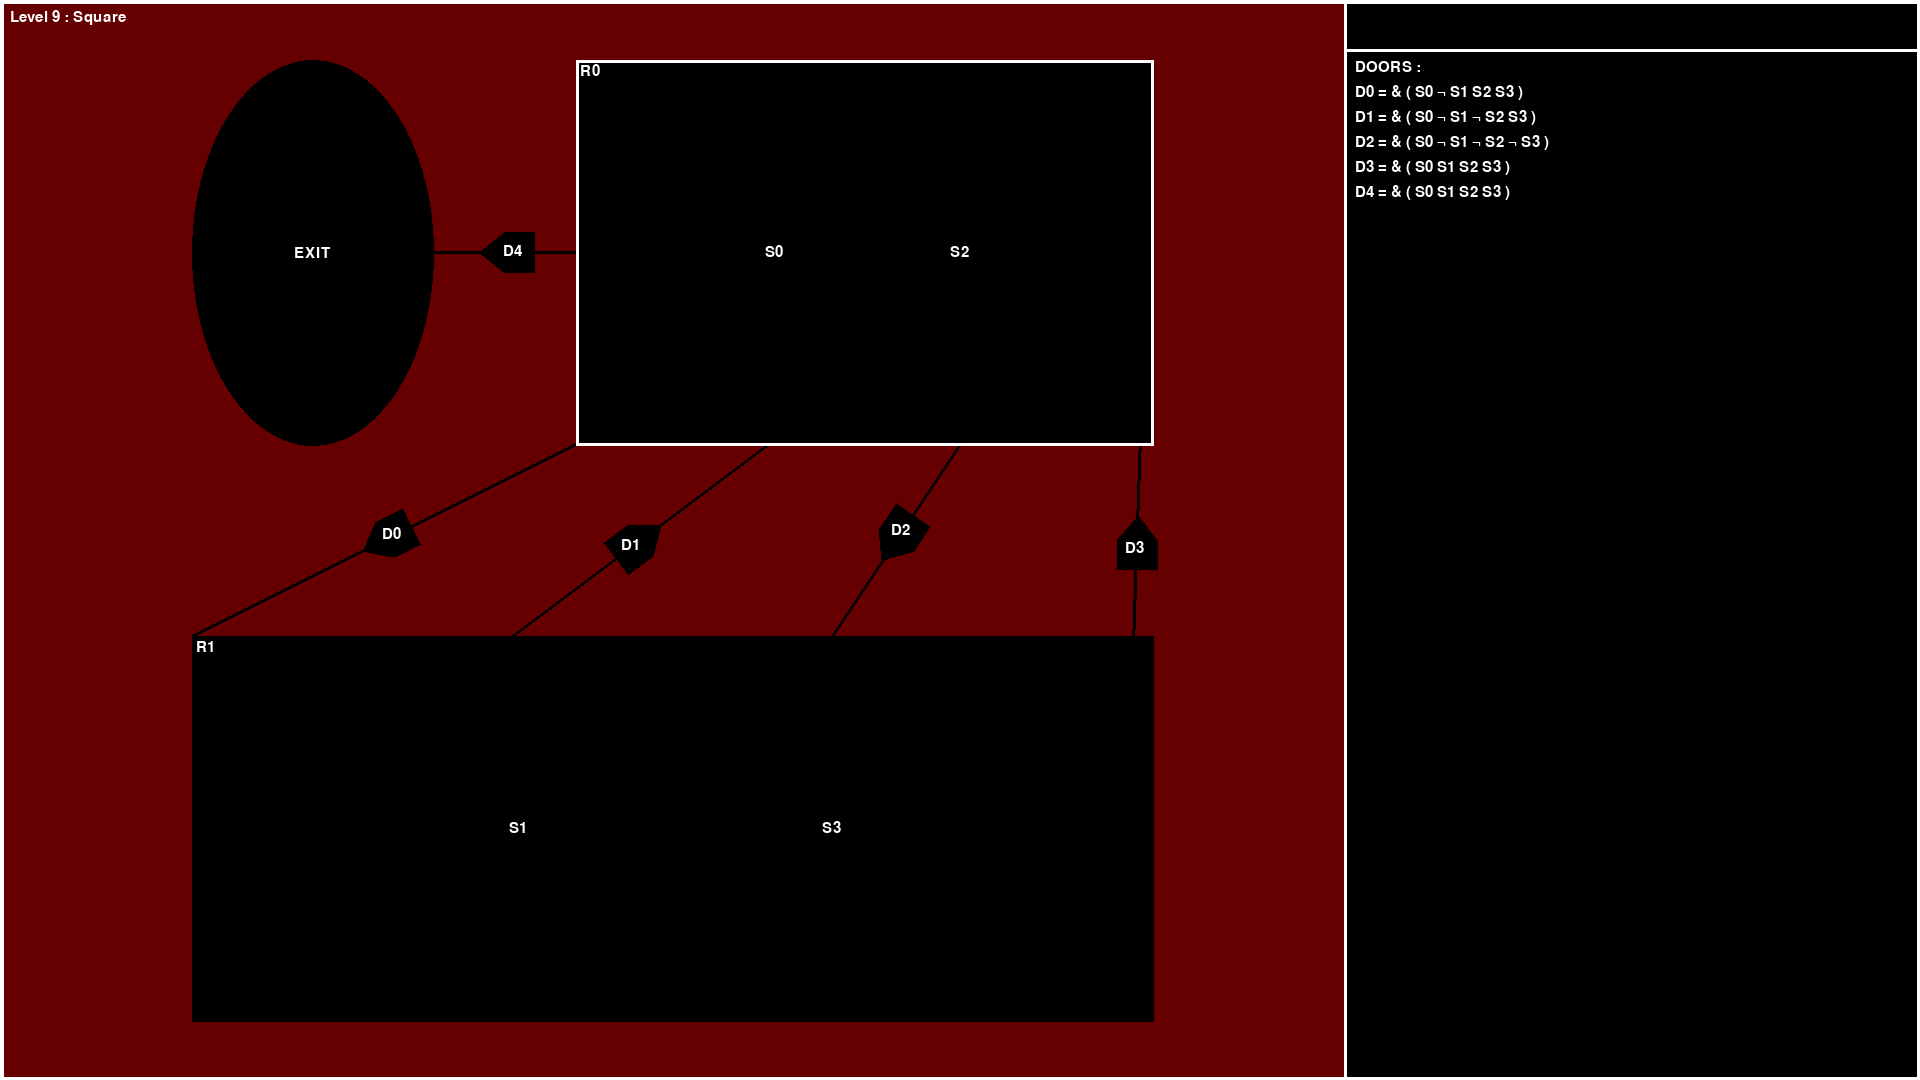 Level 9 : Square
R0
EXIT
D4
S0
S2
D0
D1
D2
D3
R1
S1
S3
DOORS :
D0 = & ( S0 ¬ S1 S2 S3 )
D1 = & ( S0 ¬ S1 ¬ S2 S3 )
D2 = & ( S0 ¬ S1 ¬ S2 ¬ S3 )
D3 = & ( S0 S1 S2 S3 )
D4 = & ( S0 S1 S2 S3 )